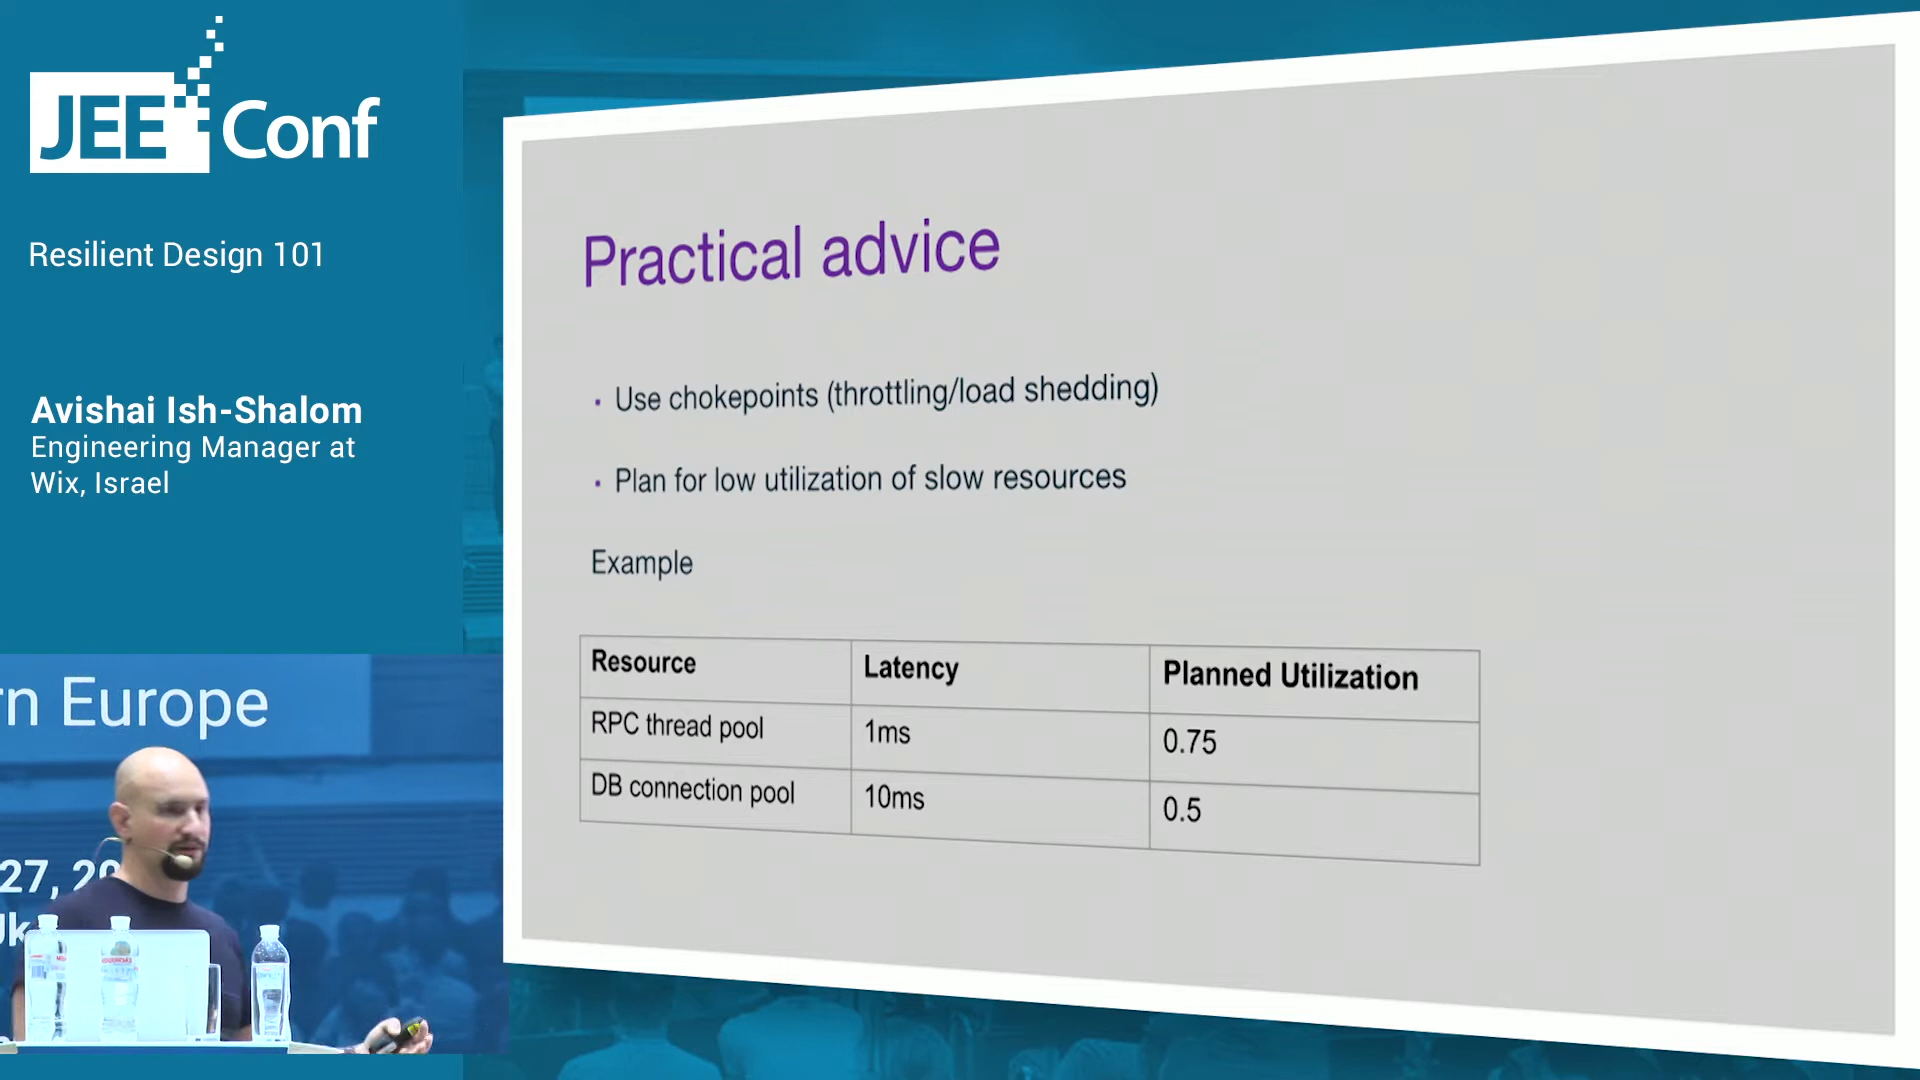 JEE Conf
Resilient Design 101
Avishai Ish-Shalom
Engineering Manager at
Wix, Israel
rn Europe
27, 20
Uk
Practical advice
· Use chokepoints (throttling/load shedding)
· Plan for low utilization of slow resources
Example
Resource Latency Planned Utilization
RPC thread pool 1ms 0.75
DB connection pool 10ms 0.5